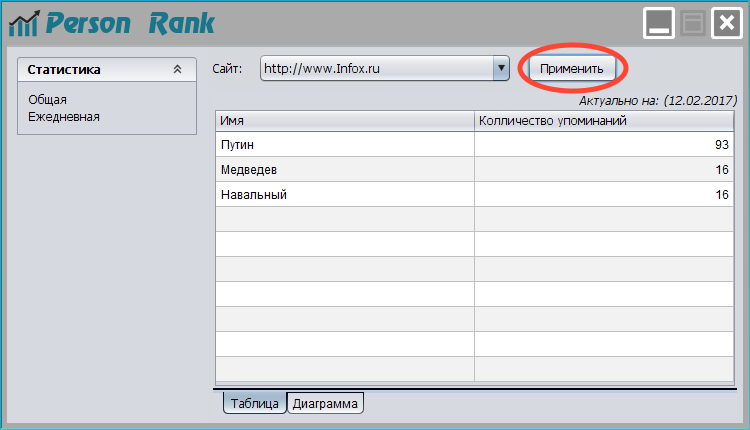 Person Rank
Статистика
Общая
Ежедневная
Сайт: http://www.Infox.ru Применить
Актуально на: (12.02.2017)
Имя Колличество упоминаний
Путин 93
Медведев 16
Навальный 16
Таблица Диаграмма